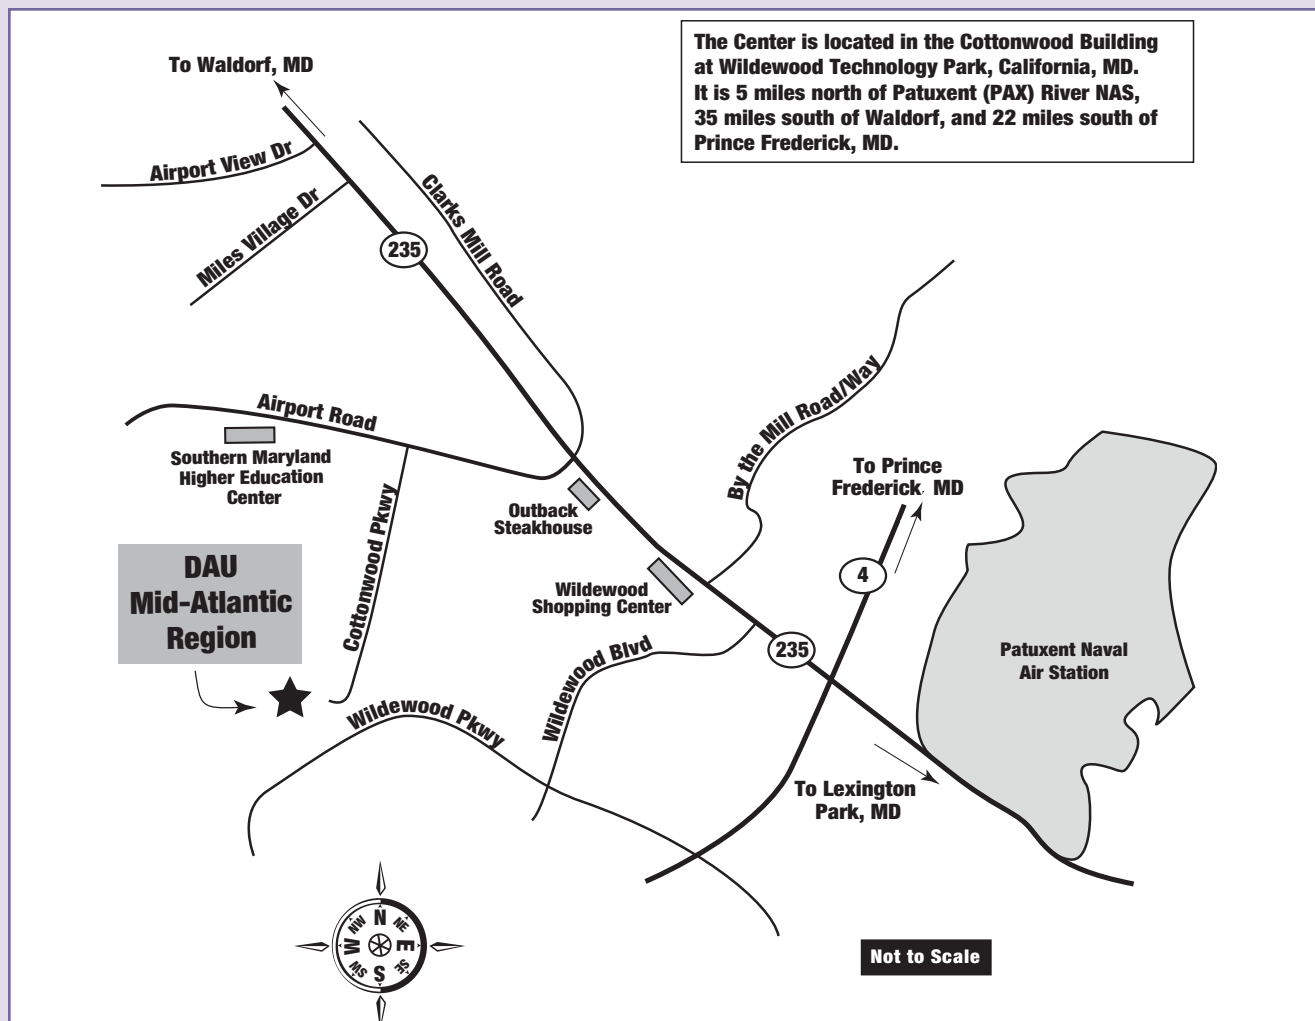 The Center is located in the Cottonwood Building
at Wildewood Technology Park, California, MD.
It is 5 miles north of Patuxent (PAX) River NAS,
35 miles south of Waldorf, and 22 miles south of
Prince Frederick, MD.
To Waldorf, MD
Airport View Dr
Miles Village Dr
Clarks Mill Road
235
By the Mill Road/Way
Airport Road
Southern Maryland
Higher Education
Center
Cottonwood Pkwy
Outback
Steakhouse
To Prince
Frederick, MD
4
DAU
Mid-Atlantic
Region
Wildewood
Shopping Center
Wildewood Blvd
235
Patuxent Naval
Air Station
Wildewood Pkwy
To Lexington
Park, MD
N
NE
E
SE
S
SW
W
NW
Not to Scale